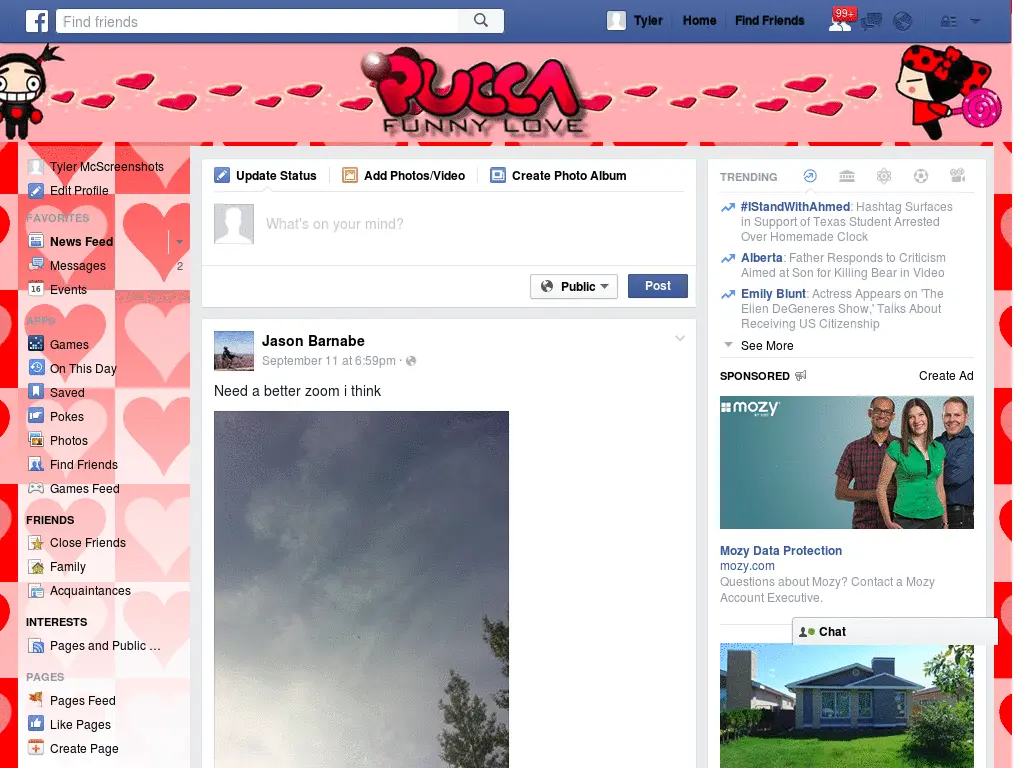 Find friends
Tyler
Home
Find Friends
99+
PUCCA
FUNNY LOVE
Tyler McScreenshots
Edit Profile
FAVORITES
News Feed
Messages
2
Events
16
APPS
Games
On This Day
Saved
Pokes
Photos
Find Friends
Games Feed
FRIENDS
Close Friends
Family
Acquaintances
INTERESTS
Pages and Public ...
PAGES
Pages Feed
Like Pages
Create Page
Update Status
Add Photos/Video
Create Photo Album
What's on your mind?
Public
Post
Jason Barnabe
September 11 at 6:59pm ·
Need a better zoom i think
TRENDING
#IStandWithAhmed: Hashtag Surfaces
in Support of Texas Student Arrested
Over Homemade Clock
Alberta: Father Responds to Criticism
Aimed at Son for Killing Bear in Video
Emily Blunt: Actress Appears on 'The
Ellen DeGeneres Show,' Talks About
Receiving US Citizenship
See More
SPONSORED
Create Ad
mozy
Mozy Data Protection
mozy.com
Questions about Mozy? Contact a Mozy
Account Executive.
Chat